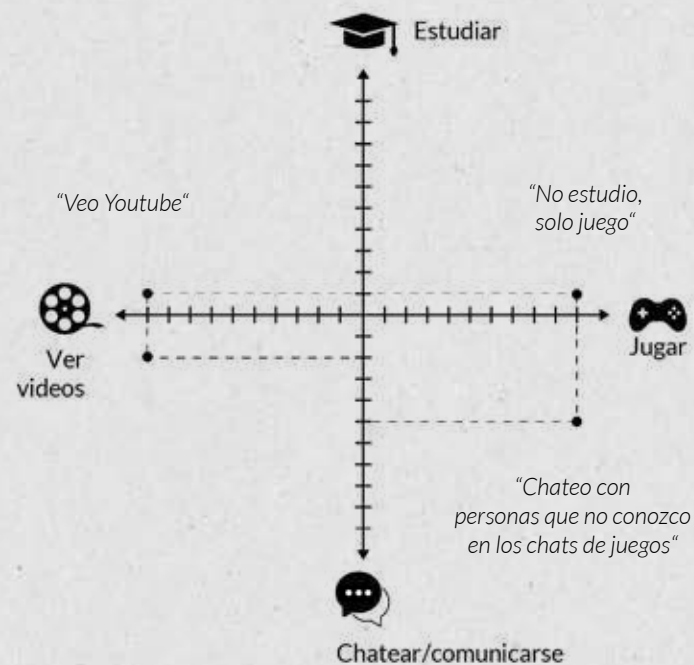 Estudiar
“Veo Youtube“
“No estudio,
solo juego“
Ver
videos
Jugar
“Chateo con
personas que no conozco
en los chats de juegos“
Chatear/comunicarse